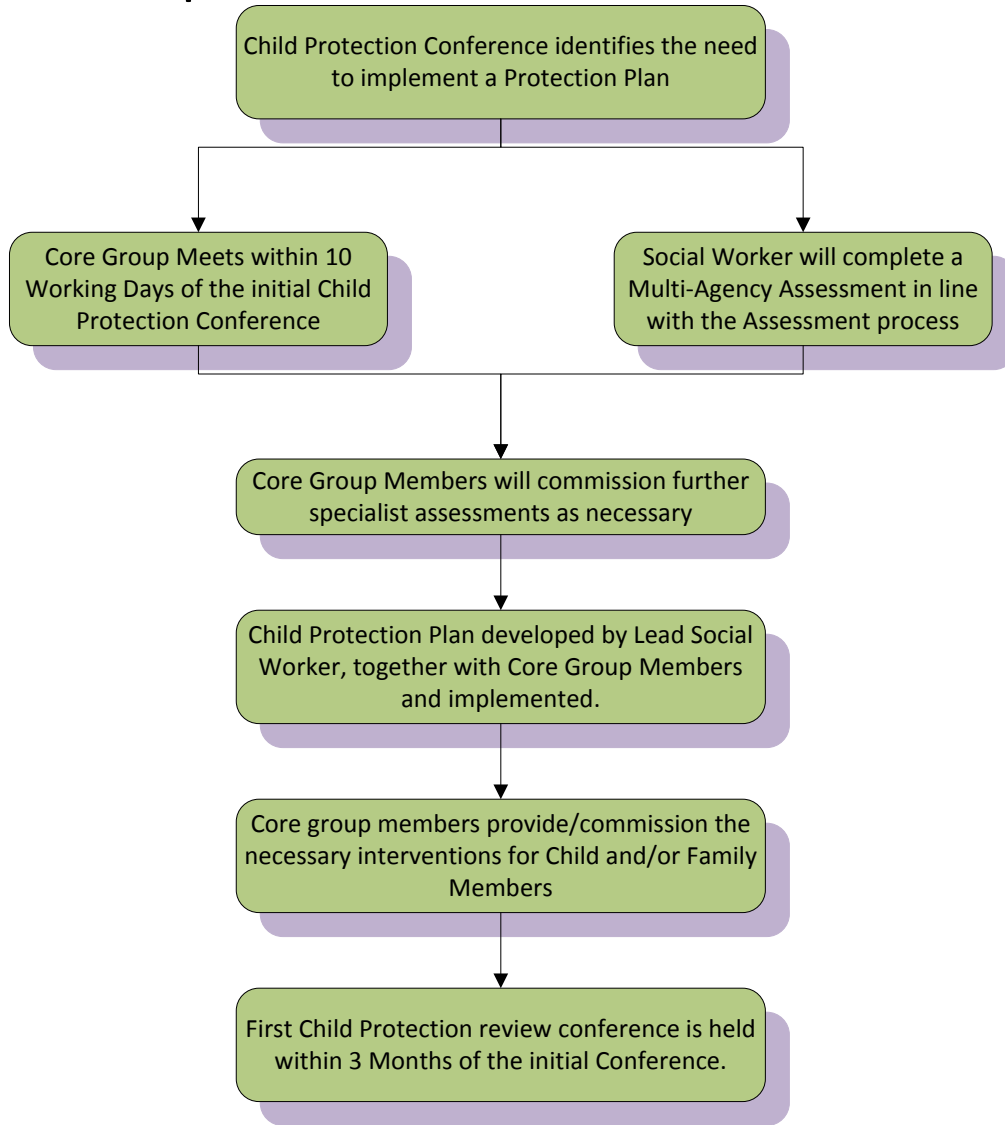 Child Protection Conference identifies the need
to implement a Protection Plan
Core Group Meets within 10
Working Days of the initial Child
Protection Conference
Social Worker will complete a
Multi-Agency Assessment in line
with the Assessment process
Core Group Members will commission further
specialist assessments as necessary
Child Protection Plan developed by Lead Social
Worker, together with Core Group Members
and implemented.
Core group members provide/commission the
necessary interventions for Child and/or Family
Members
First Child Protection review conference is held
within 3 Months of the initial Conference.